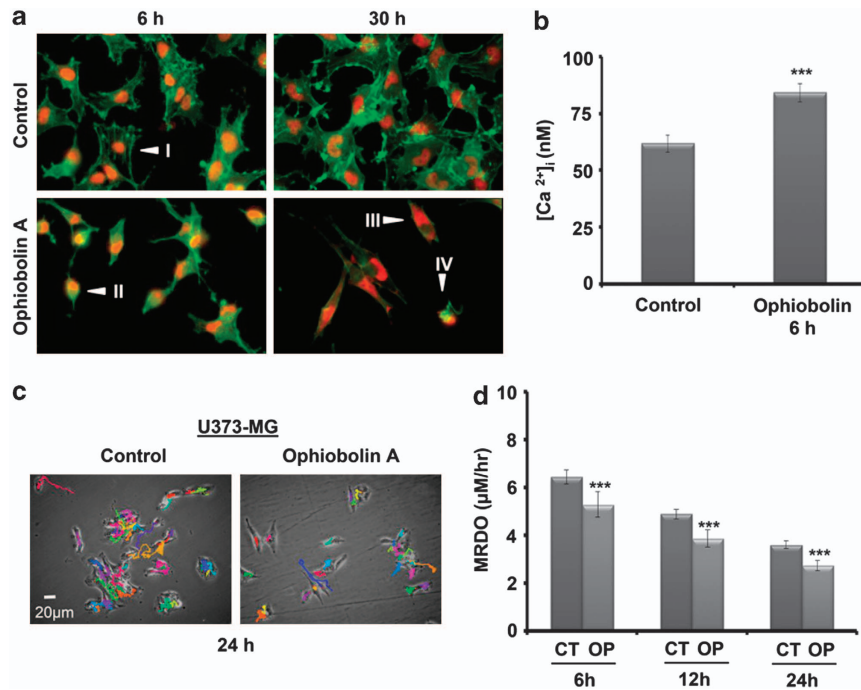 a
6 h
30 h
Control
I
Ophiobolin A
II
III
IV
b
[Ca 2+]i (nM)
100
75
50
25
0
***
Control
Ophiobolin
6 h
c
U373-MG
Control
Ophiobolin A
20µm
24 h
d
MRDO (µM/hr)
10
8
6
4
2
0
***
***
***
CT OP CT OP CT OP
6h 12h 24h